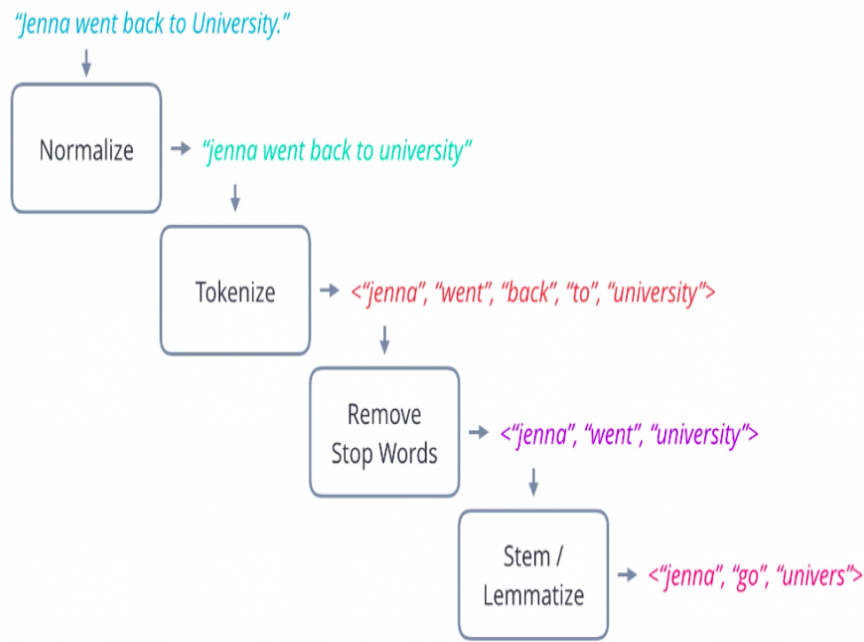 “Jenna went back to University.”
Normalize
“jenna went back to university”
Tokenize
<“jenna”, “went”, “back”, “to”, “university”>
Remove
Stop Words
<“jenna”, “went”, “university”>
Stem /
Lemmatize
<“jenna”, “go”, “univers”>